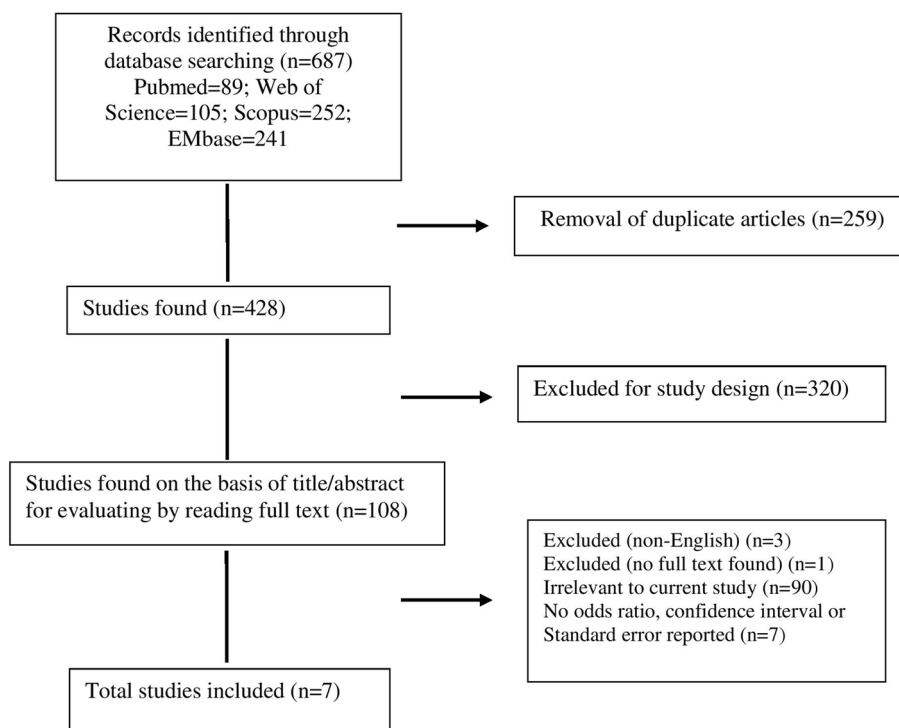 Records identified through
database searching (n=687)
Pubmed=89; Web of
Science=105; Scopus=252;
EMbase=241
Removal of duplicate articles (n=259)
Studies found (n=428)
Excluded for study design (n=320)
Studies found on the basis of title/abstract
for evaluating by reading full text (n=108)
Excluded (non-English) (n=3)
Excluded (no full text found) (n=1)
Irrelevant to current study (n=90)
No odds ratio, confidence interval or
Standard error reported (n=7)
Total studies included (n=7)